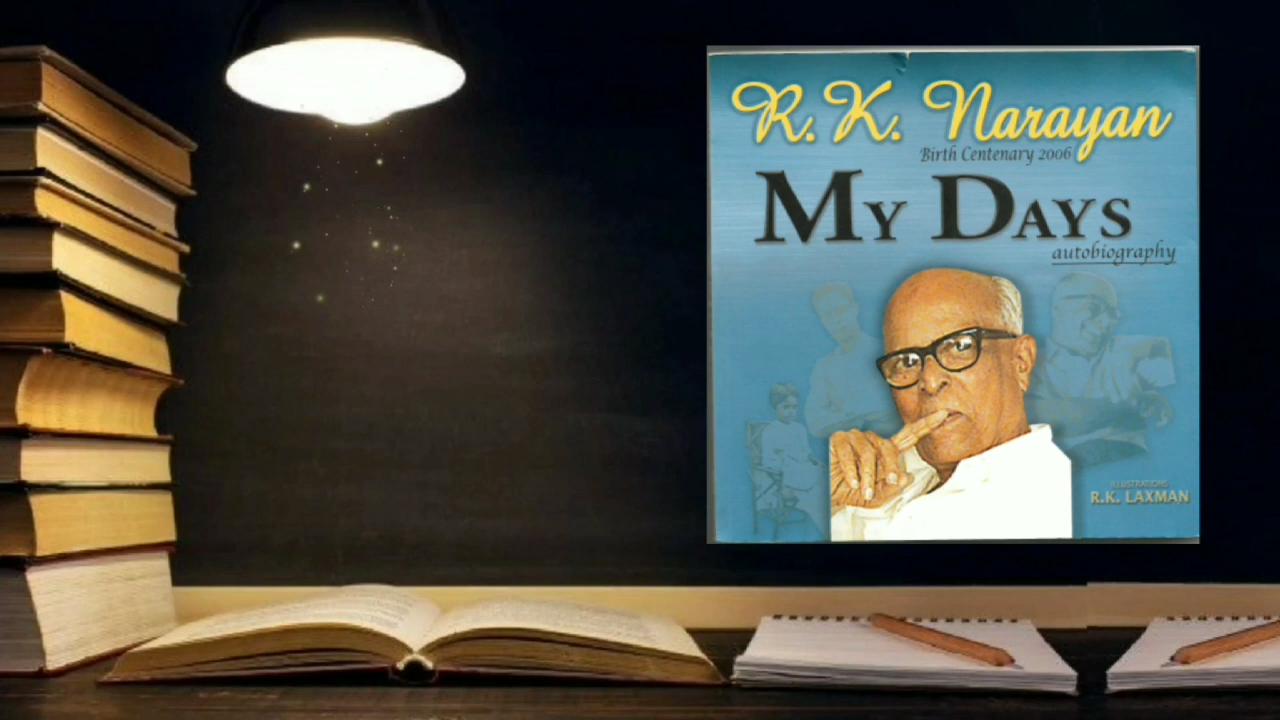 R. K. Narayan
Birth Centenary 2006
MY DAYS
autobiography
ILLUSTRATIONS
R.K. LAXMAN